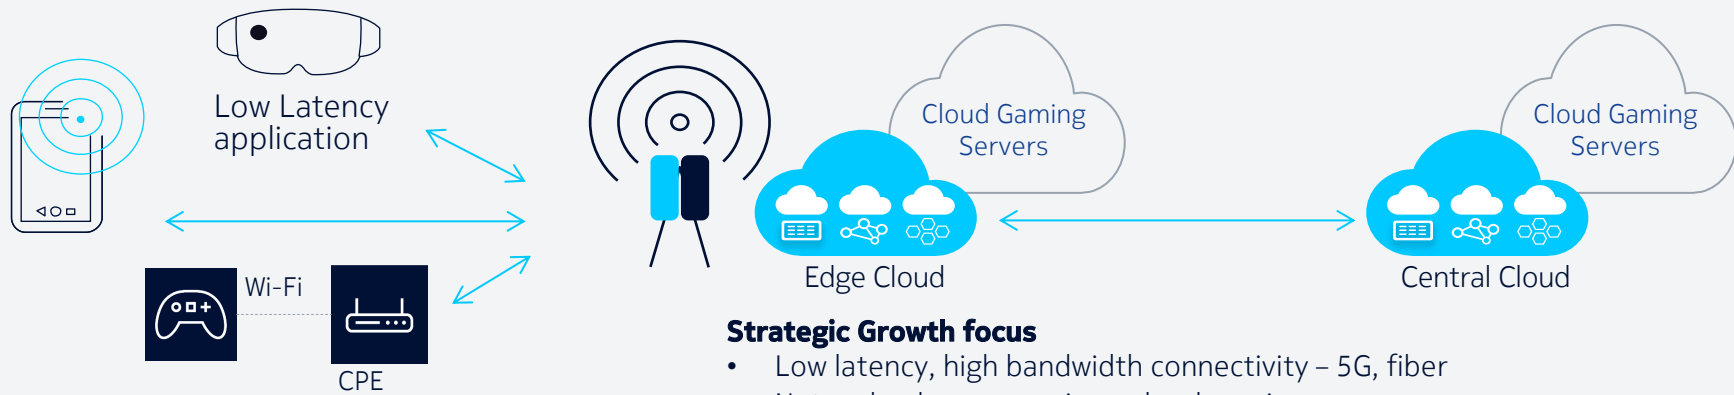 Low Latency
application
Cloud Gaming
Servers
Cloud Gaming
Servers
Wi-Fi
CPE
Edge Cloud
Central Cloud
Strategic Growth focus
• Low latency, high bandwidth connectivity – 5G, fiber